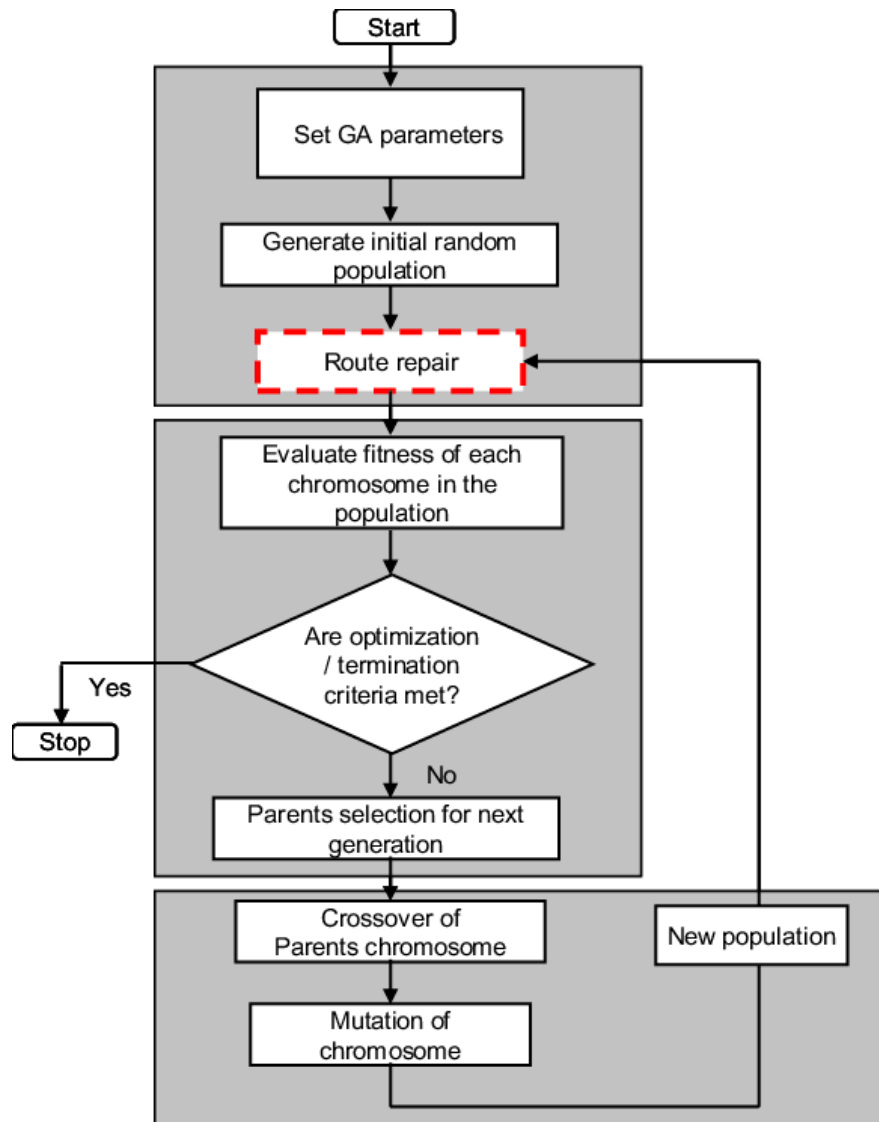 Start
Set GA parameters
Generate initial random
population
Route repair
Evaluate fitness of each
chromosome in the
population
Are optimization
/ termination
criteria met?
Yes
Stop
No
Parents selection for next
generation
Crossover of
Parents chromosome
New population
Mutation of
chromosome